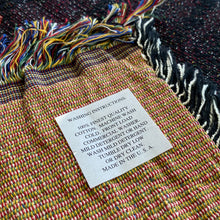 WASHING INSTRUCTIONS
100% FINEST QUALITY
COTTON. MACHINE WASH
COLD. FRONT LOAD
COMMERCIAL WASHER.
MILD DETERGENT OR HAND
WASH MILD DETERGENT
TUMBLE DRY LOW
OR DRY CLEAN.
MADE IN THE U.S.A.